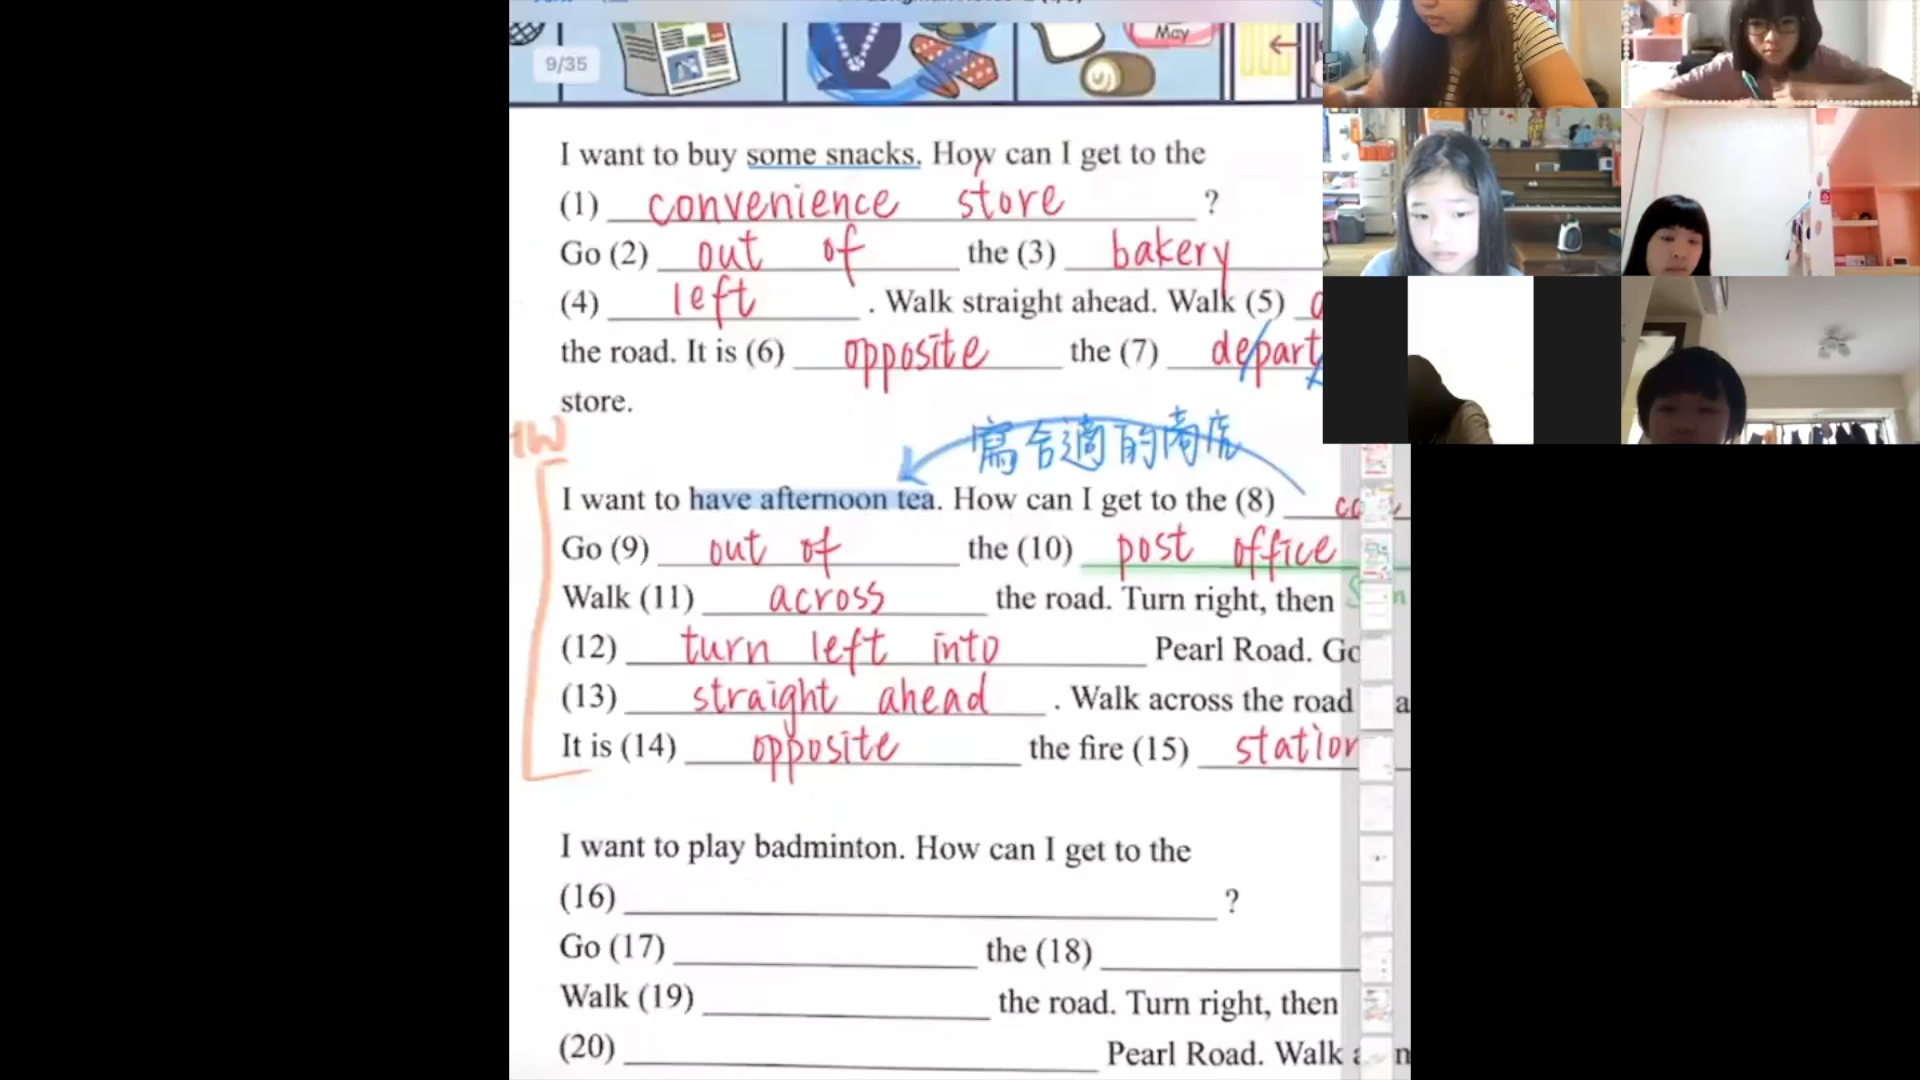 9/35
May
I want to buy some snacks. How can I get to the
(1) convenience store ?
Go (2) out of the (3) bakery
(4) left . Walk straight ahead. Walk (5)
the road. It is (6) opposite the (7) depart
store.
HW
寫合適的商店
I want to have afternoon tea. How can I get to the (8)
Go (9) out of the (10) post office
Walk (11) across the road. Turn right, then
(12) turn left into Pearl Road. Go
(13) straight ahead . Walk across the road
It is (14) opposite the fire (15) station
I want to play badminton. How can I get to the
(16) ?
Go (17) the (18)
Walk (19) the road. Turn right, then
(20) Pearl Road. Walk